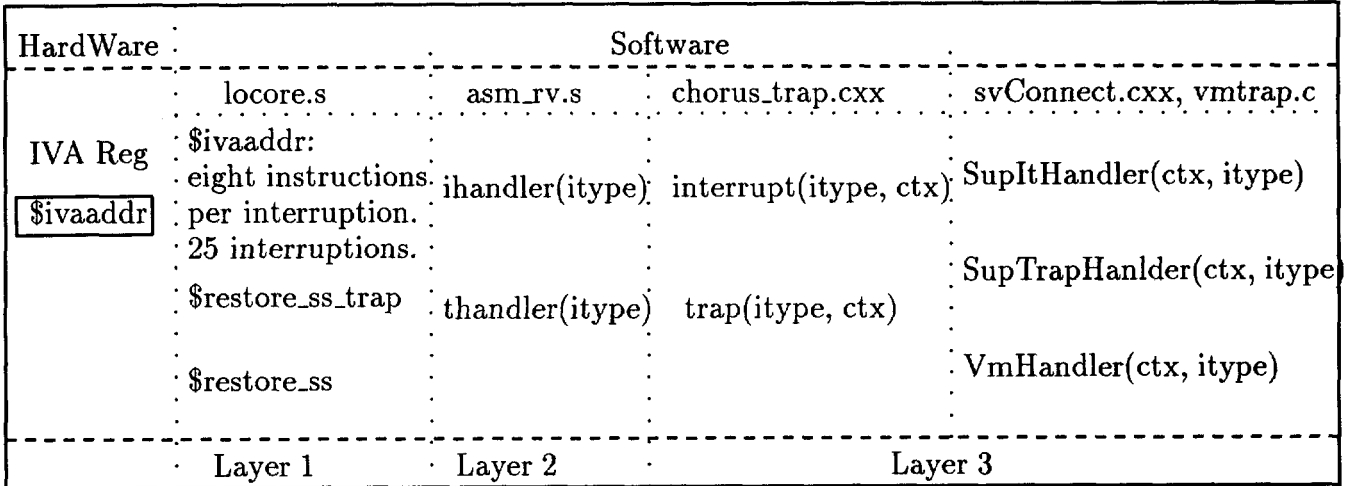 HardWare Software
locore.s asm_rv.s chorus_trap.cxx svConnect.cxx, vmtrap.c
IVA Reg
$ivaaddr
$ivaaddr:
eight instructions.
per interruption.
25 interruptions.
$restore_ss_trap
$restore_ss
ihandler(itype)
thandler(itype)
interrupt(itype, ctx)
trap(itype, ctx)
SupItHandler(ctx, itype)
SupTrapHanlder(ctx, itype
VmHandler(ctx, itype)
Layer 1 Layer 2 Layer 3